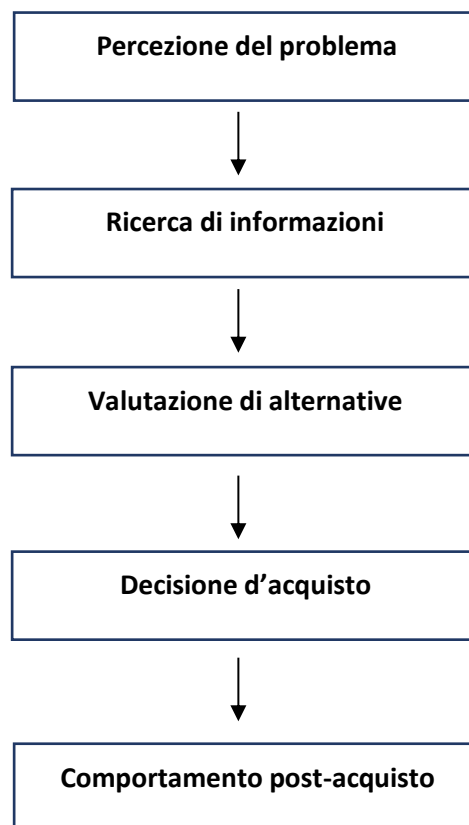 Percezione del problema
Ricerca di informazioni
Valutazione di alternative
Decisione d’acquisto
Comportamento post-acquisto